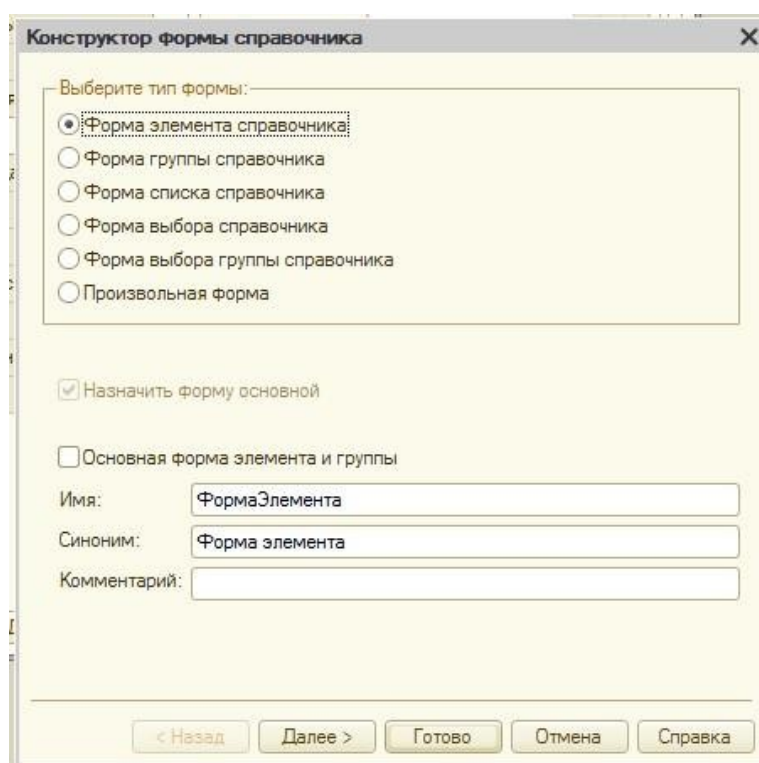 Конструктор формы справочника
Выберите тип формы:
Форма элемента справочника
Форма группы справочника
Форма списка справочника
Форма выбора справочника
Форма выбора группы справочника
Произвольная форма
Назначить форму основной
Основная форма элемента и группы
Имя: ФормаЭлемента
Синоним: Форма элемента
Комментарий:
< Назад Далее > Готово Отмена Справка